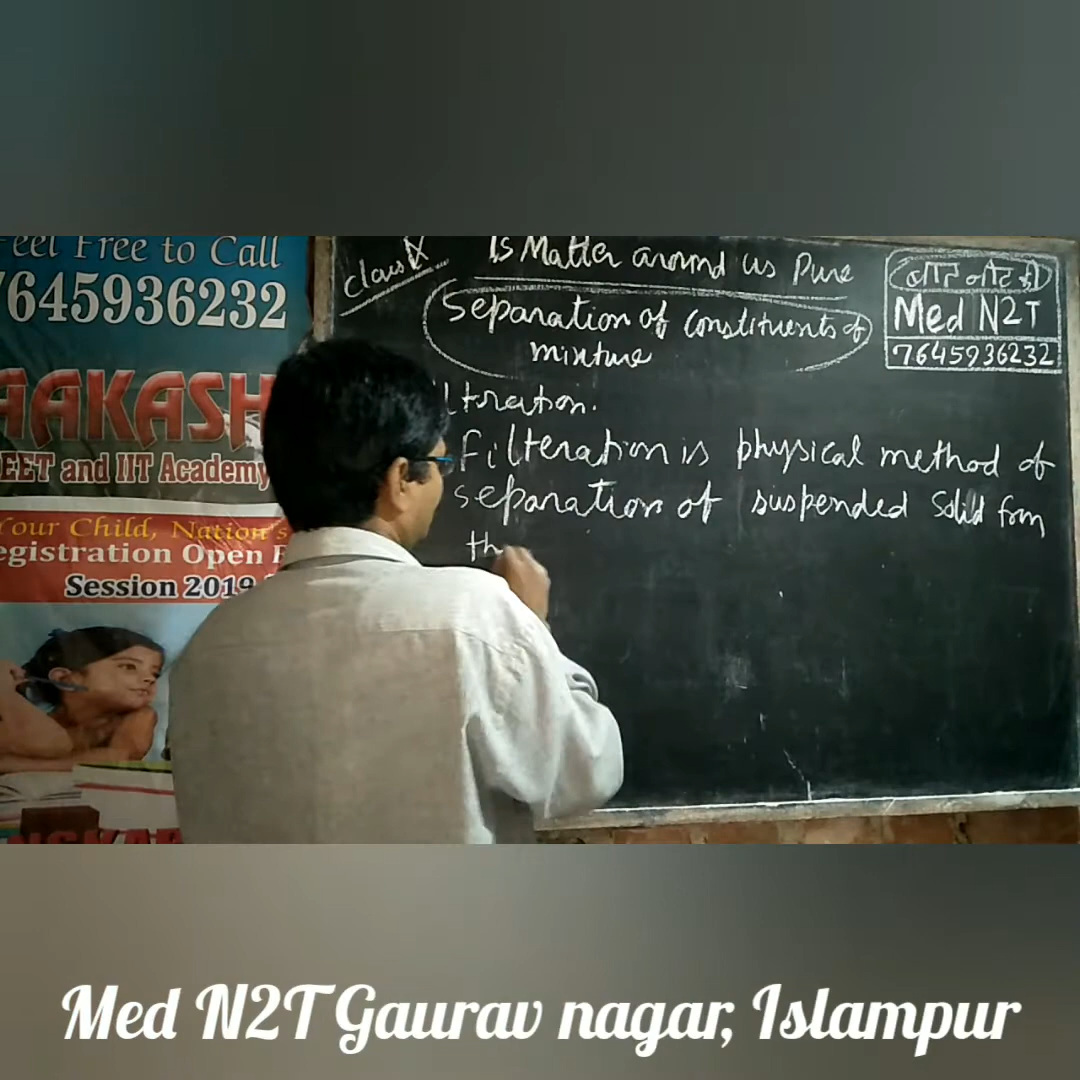 Feel Free to Call
7645936232
AAKASH
NEET and IIT Academy
Your Child, Nation's
Registration Open F
Session 2019
class IX
Is Matter around us Pure
Separation of constituents of
mixture
lteration.
Filteration is physical method of
separation of suspended Solid from
th
Med N2T
7645936232
Med N2T Gaurav nagar, Islampur